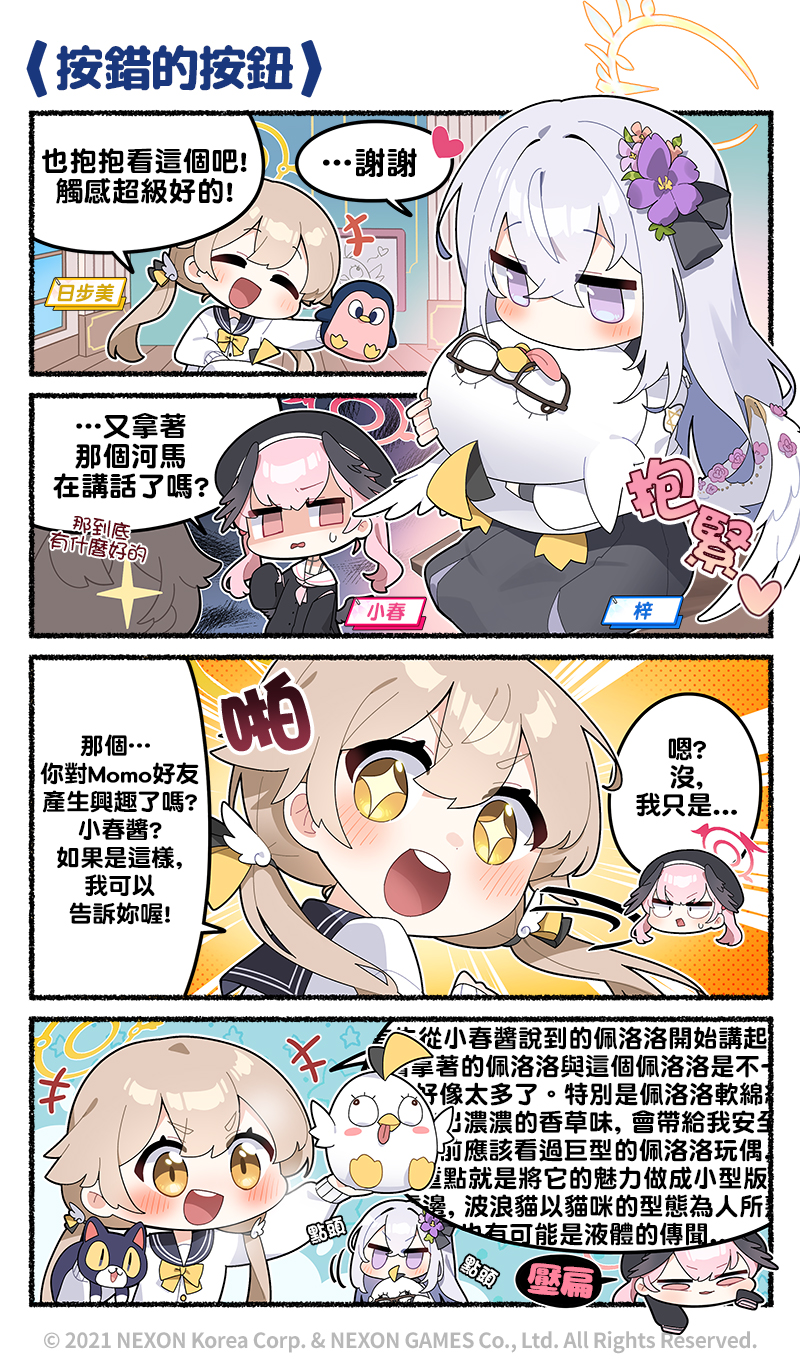 按錯的按鈕
也抱抱看這個吧!
觸感超級好的!
…謝謝
日步美
…又拿著
那個河馬
在講話了嗎?
那到底
有什麼好的
小春
抱緊
梓
那個…
你對Momo好友
產生興趣了嗎?
小春醬?
如果是這樣,
我可以
告訴妳喔!
啪
嗯?
沒,
我只是…
從小春醬說到的佩洛洛開始講起
拿著的佩洛洛與這個佩洛洛是不
好像太多了。特別是佩洛洛軟綿
濃濃的香草味, 會帶給我安
前應該看過巨型的佩洛洛玩偶
重點就是將它的魅力做成小型版
邊, 波浪貓以貓咪的型態為人所
也有可能是液體的傳聞
點頭
點頭
壓扁
© 2021 NEXON Korea Corp. & NEXON GAMES Co., Ltd. All Rights Reserved.